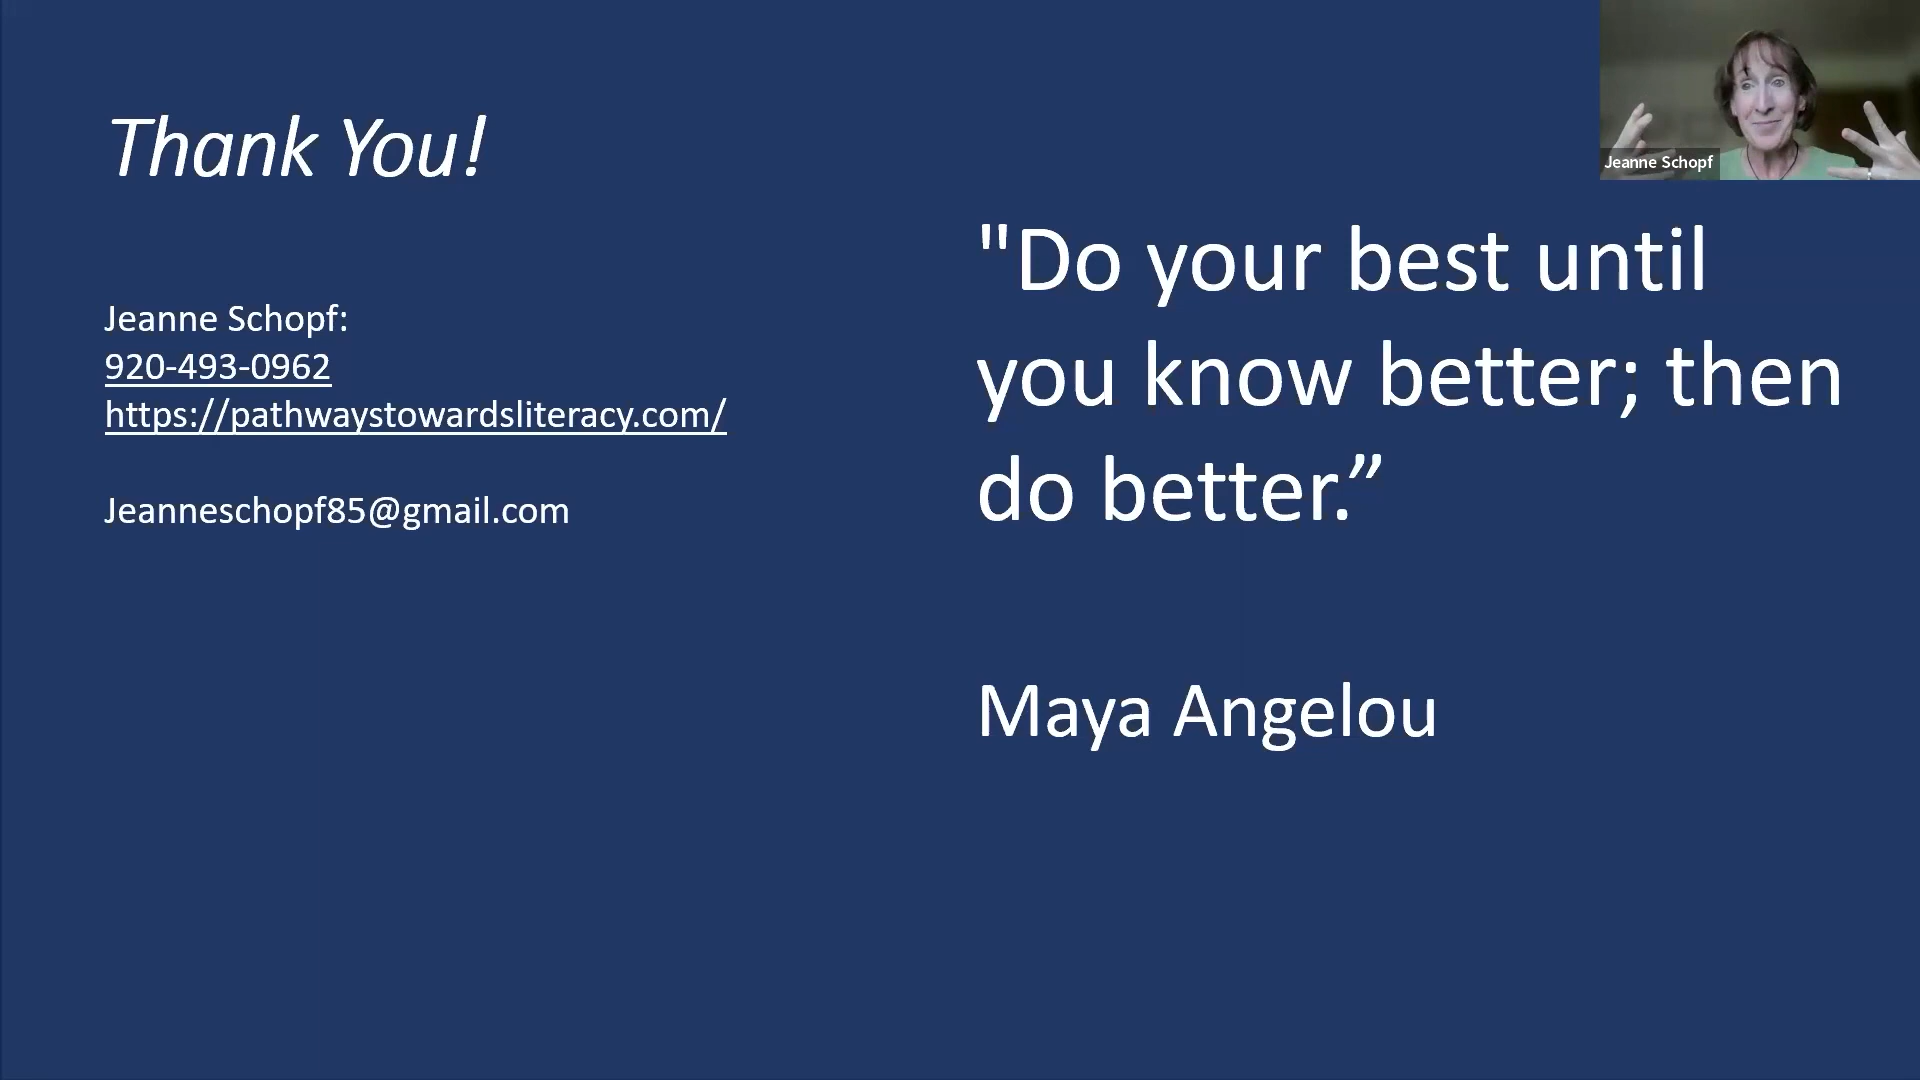 Thank You!
Jeanne Schopf:
920-493-0962
https://pathwaystowardsliteracy.com/
Jeanneschopf85@gmail.com
"Do your best until
you know better; then
do better.”
Maya Angelou
Jeanne Schopf